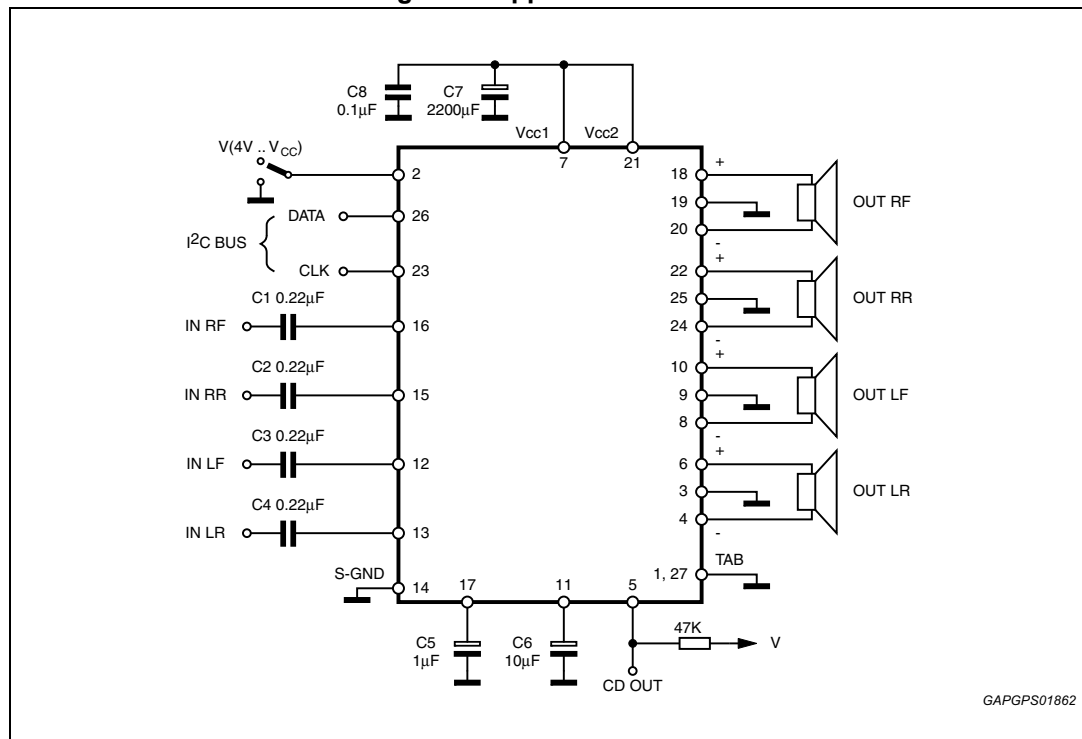 C8
0.1μF
C7
2200μF
Vcc1
Vcc2
7
21
V(4V .. VCC)
2
DATA
26
I2C BUS
CLK
23
C1 0.22μF
IN RF
16
C2 0.22μF
IN RR
15
C3 0.22μF
IN LF
12
C4 0.22μF
IN LR
13
S-GND
14
17
11
5
C5
1μF
C6
10μF
47K
V
CD OUT
18
+
19
20
-
OUT RF
+
22
25
24
-
OUT RR
+
10
9
8
-
OUT LF
+
6
3
4
-
OUT LR
1, 27
TAB
GAPGPS01862